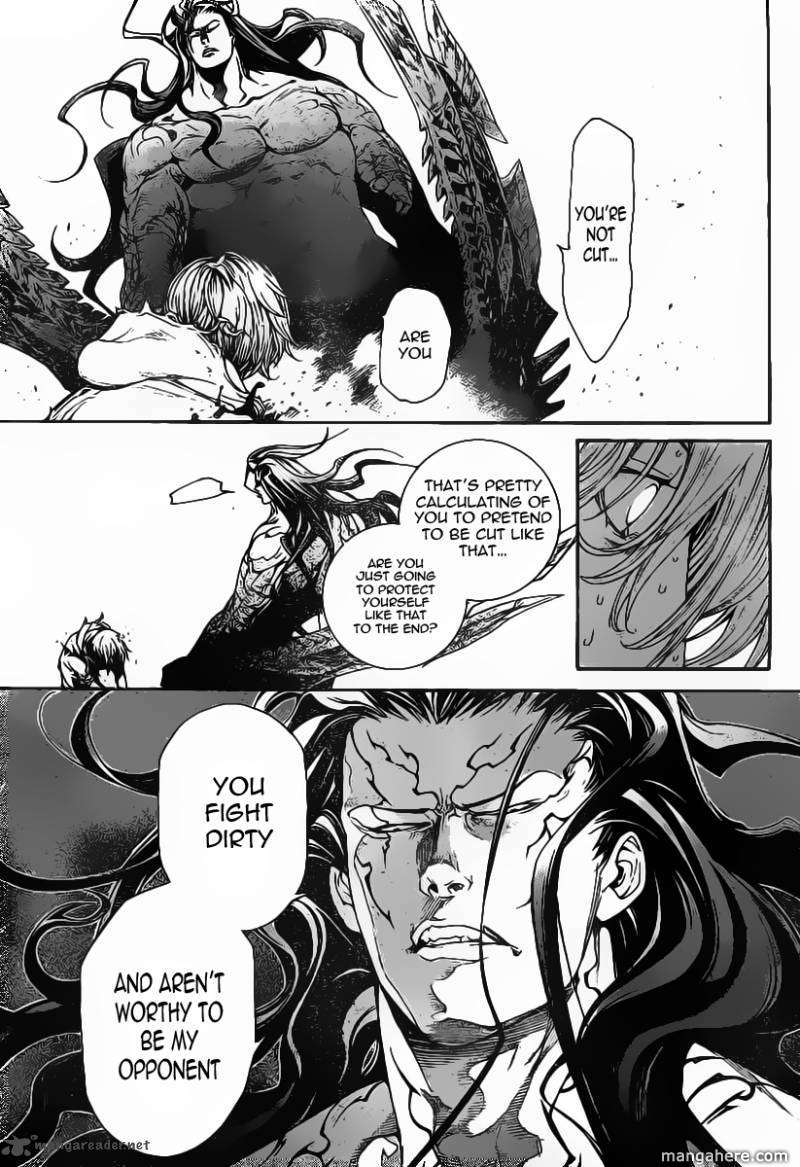 YOU'RE
NOT
CUT...
ARE
YOU
THAT'S PRETTY
CALCULATING OF
YOU TO PRETEND
TO BE CUT LIKE
THAT...
ARE YOU
JUST GOING
TO PROTECT
YOURSELF
LIKE THAT
TO THE END?
YOU
FIGHT
DIRTY
AND AREN'T
WORTHY TO
BE MY
OPPONENT
mangareader.net
mangahere.com